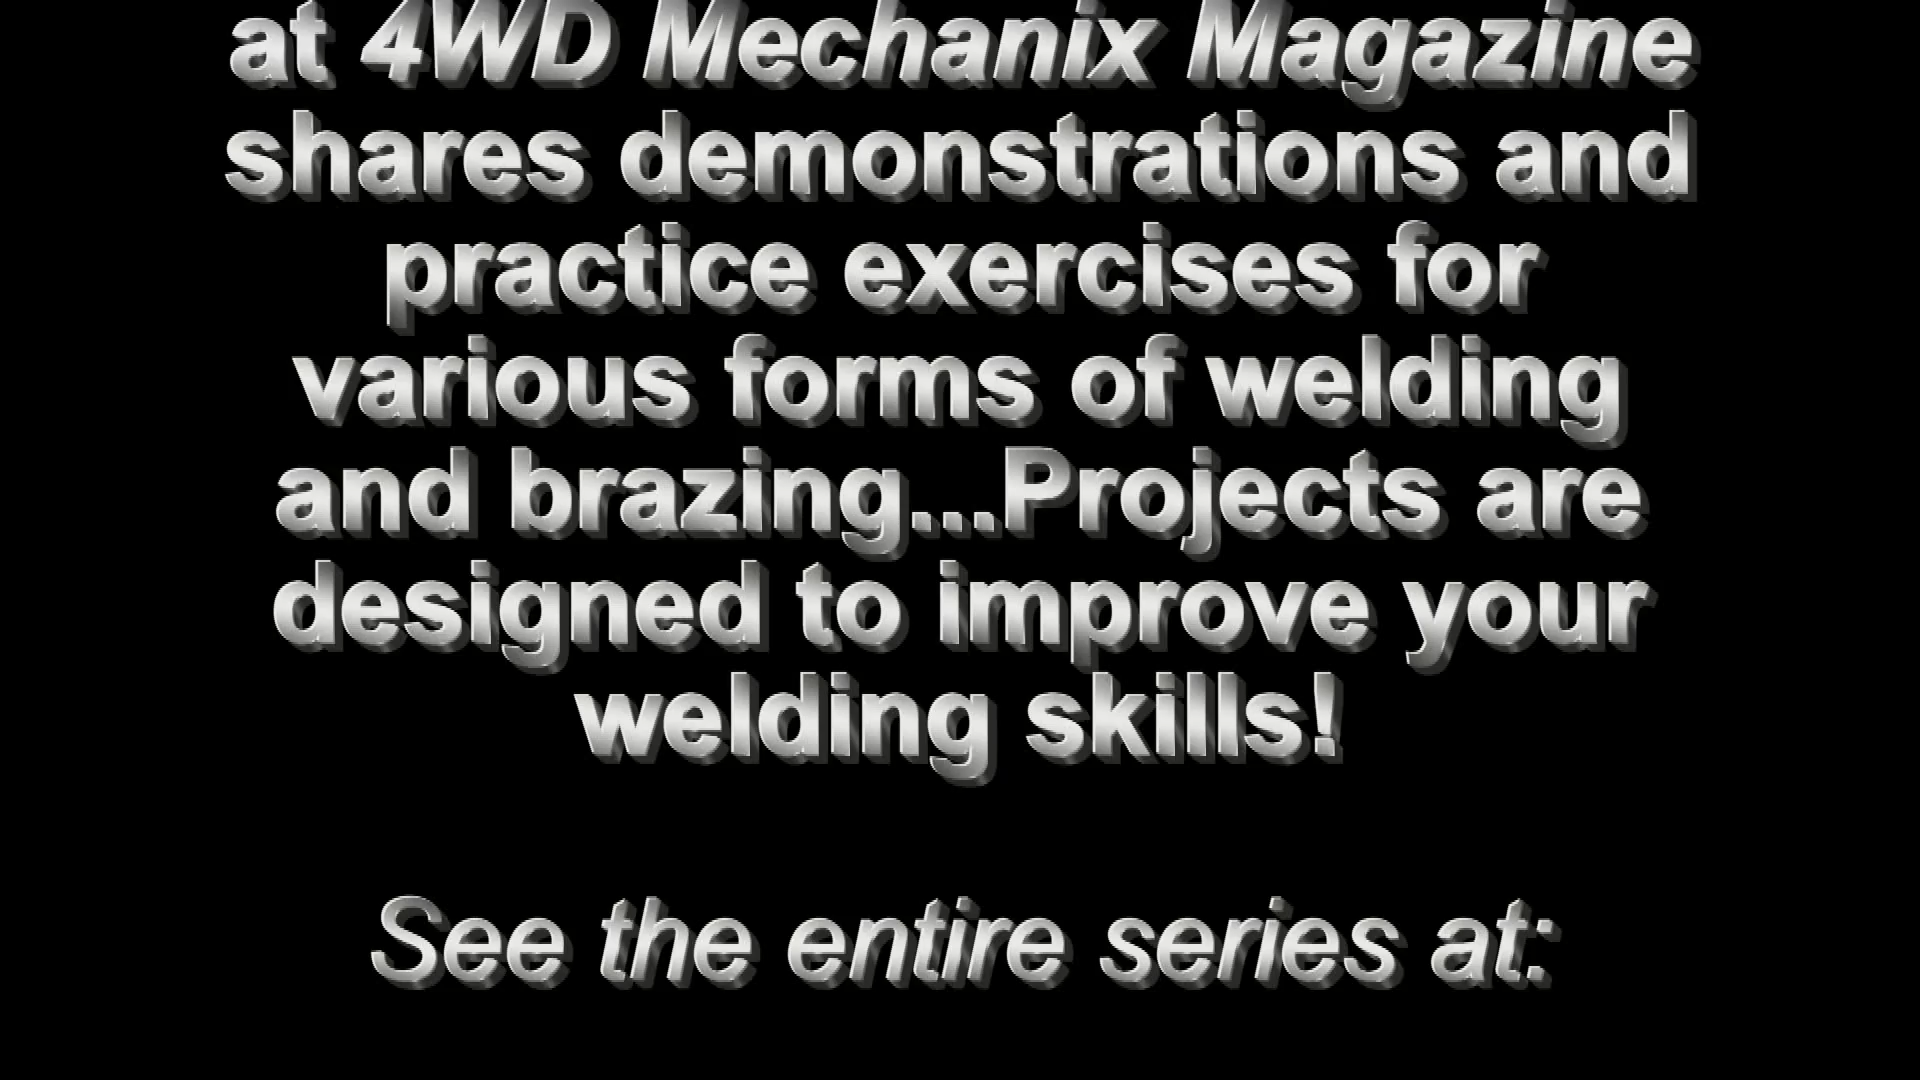 at 4WD Mechanix Magazine
shares demonstrations and
practice exercises for
various forms of welding
and brazing...Projects are
designed to improve your
welding skills!
See the entire series at: